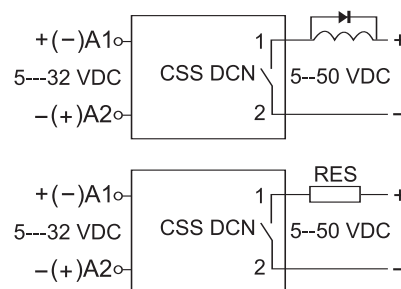 +(−)A1 1 +
5---32 VDC CSS DCN 5--50 VDC
−(+)A2 2 −
RES
+(−)A1 1 +
5---32 VDC CSS DCN 5--50 VDC
−(+)A2 2 −